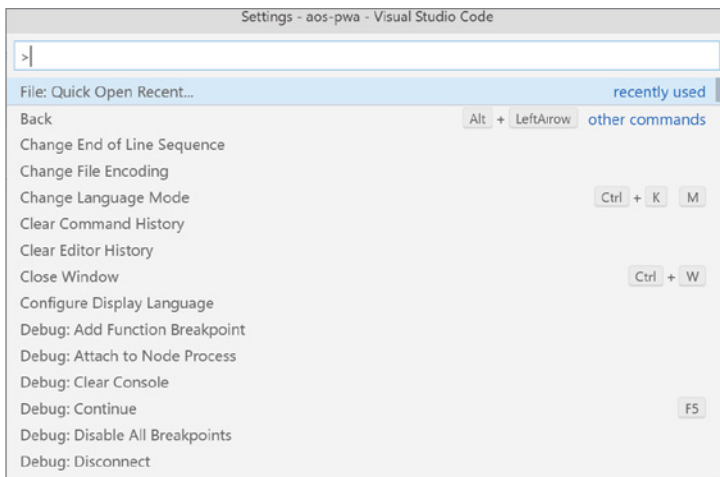 Settings - aos-pwa - Visual Studio Code
>
File: Quick Open Recent... recently used
Back Alt + LeftArrow other commands
Change End of Line Sequence
Change File Encoding
Change Language Mode Ctrl + K M
Clear Command History
Clear Editor History
Close Window Ctrl + W
Configure Display Language
Debug: Add Function Breakpoint
Debug: Attach to Node Process
Debug: Clear Console
Debug: Continue F5
Debug: Disable All Breakpoints
Debug: Disconnect